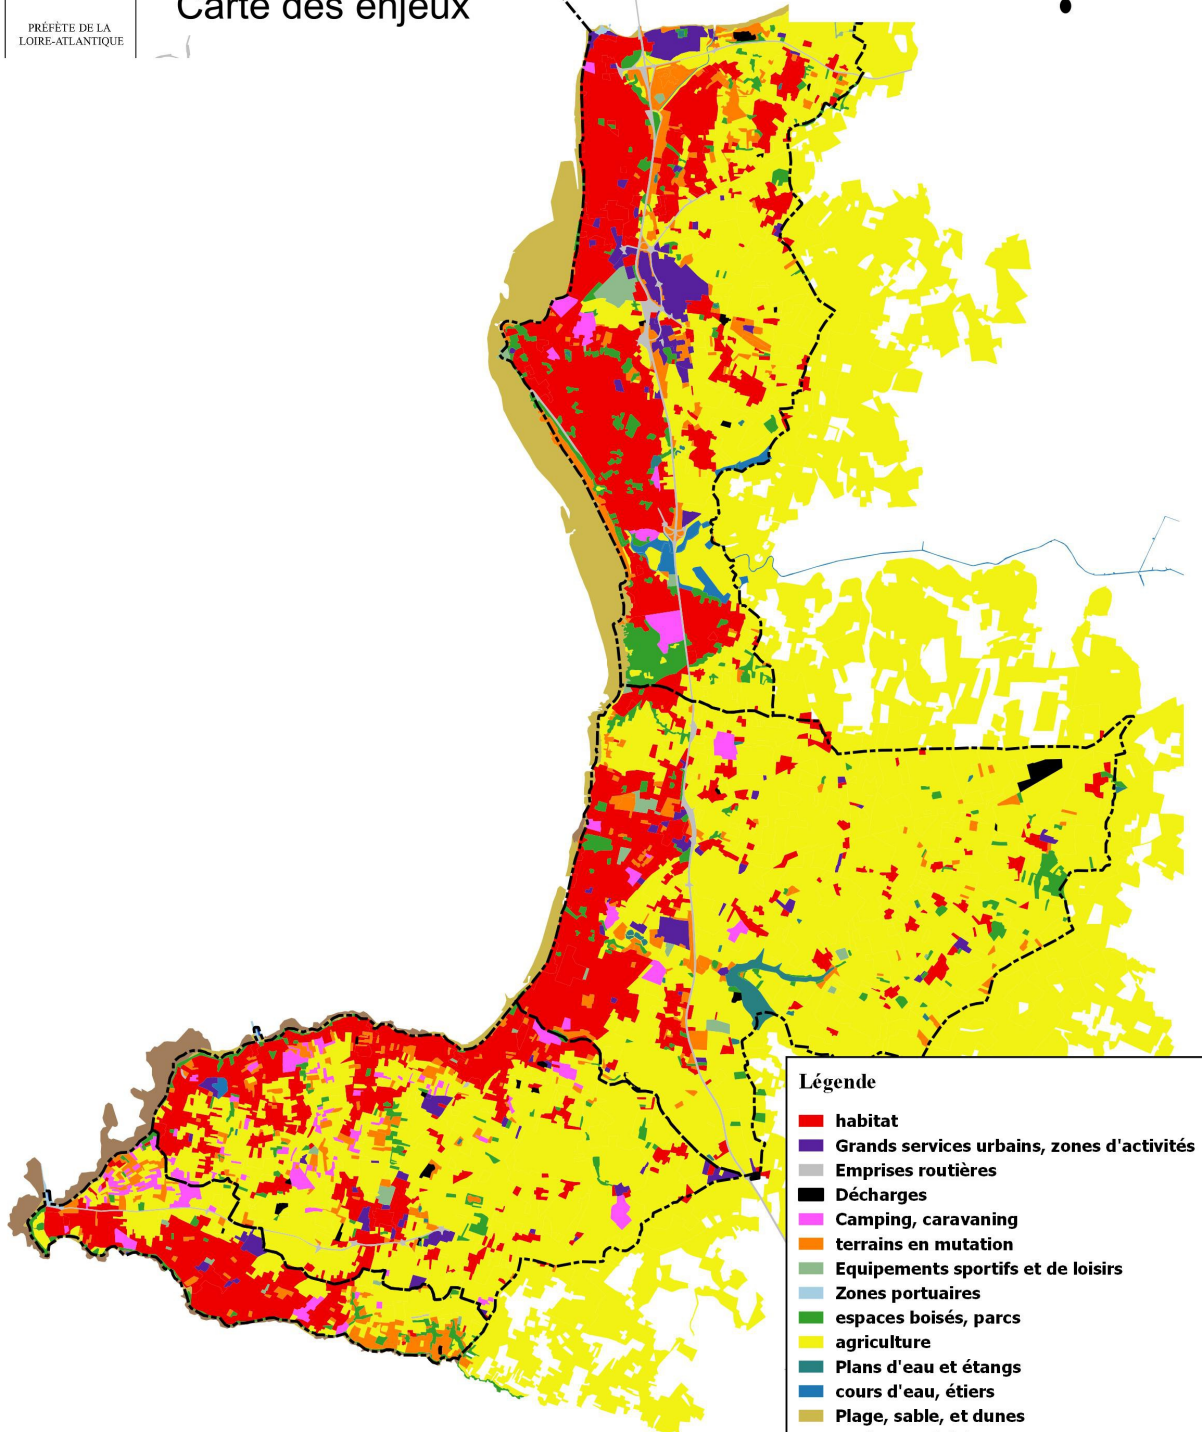 Carte des enjeux
PRÉFÈTE DE LA
LOIRE-ATLANTIQUE
Légende
habitat
Grands services urbains, zones d'activités
Emprises routières
Décharges
Camping, caravaning
terrains en mutation
Equipements sportifs et de loisirs
Zones portuaires
espaces boisés, parcs
agriculture
Plans d'eau et étangs
cours d'eau, étiers
Plage, sable, et dunes